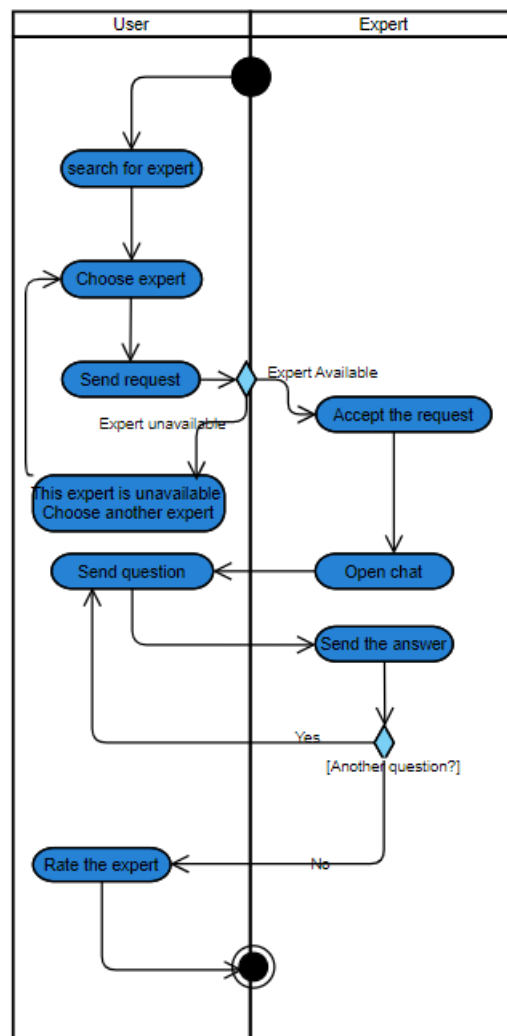 User
Expert
search for expert
Choose expert
Send request
Expert Available
Accept the request
Expert unavailable
This expert is unavailable
Choose another expert
Send question
Open chat
Send the answer
Yes
[Another question?]
Rate the expert
No